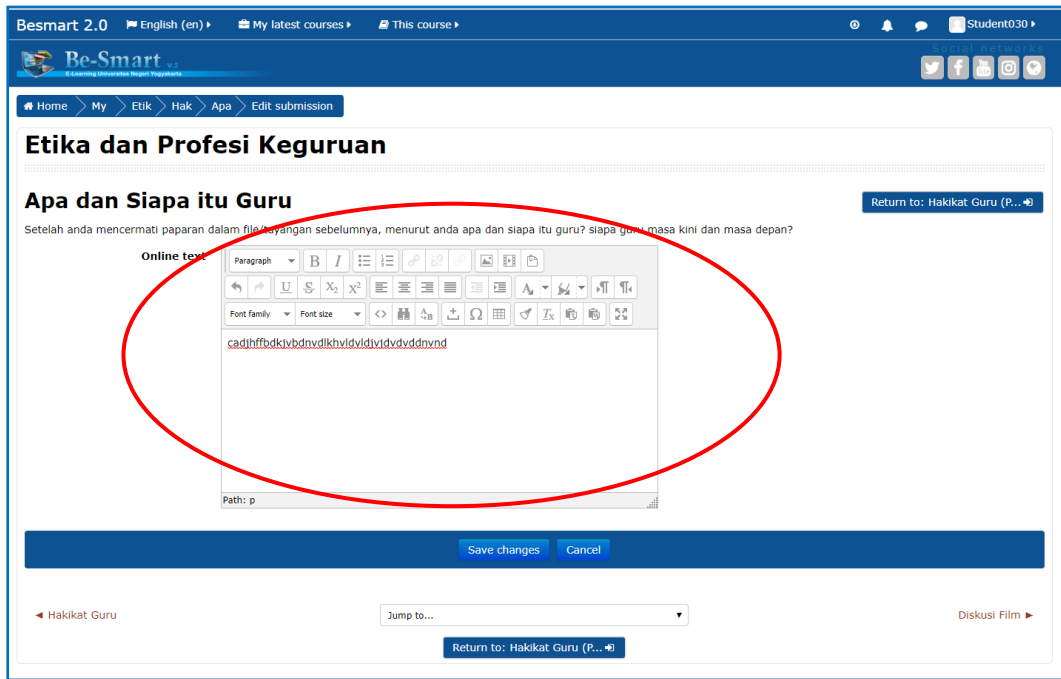 Besmart 2.0 English (en) My latest courses This course Student030
Social networks
Be-Smart v.2
E-Learning Universitas Negeri Yogyakarta
Home My Etik Hak Apa Edit submission
Etika dan Profesi Keguruan
Apa dan Siapa itu Guru
Return to: Hakikat Guru (P...
Setelah anda mencermati paparan dalam file/tayangan sebelumnya, menurut anda apa dan siapa itu guru? siapa guru masa kini dan masa depan?
Online text
Paragraph
Font family Font size
cadjhffbdkjvbdnvdlkhvldvldjvjdvdvddnvnd
Path: p
Save changes Cancel
◄ Hakikat Guru Jump to... Diskusi Film ►
Return to: Hakikat Guru (P...